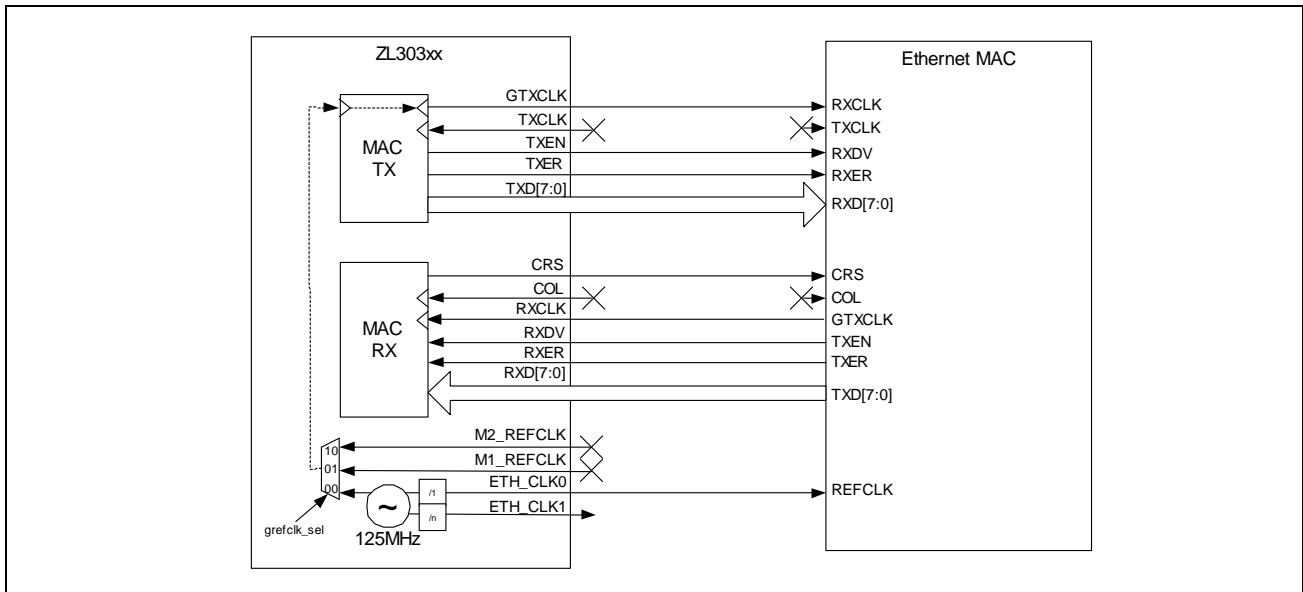 ZL303xx
Ethernet MAC
GTXCLK
RXCLK
TXCLK
TXCLK
MAC
TX
TXEN
RXDV
TXER
RXER
TXD[7:0]
RXD[7:0]
CRS
CRS
COL
COL
RXCLK
GTXCLK
MAC
RX
RXDV
TXEN
RXER
TXER
RXD[7:0]
TXD[7:0]
M2_REFCLK
10
M1_REFCLK
01
ETH_CLK0
00
/1
REFCLK
~
ETH_CLK1
/n
grefclk_sel
125MHz